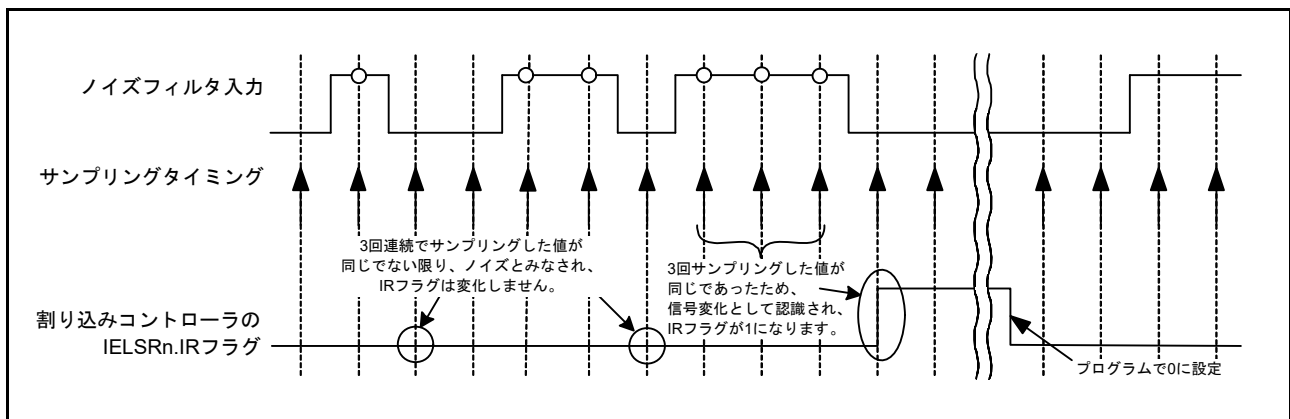 ノイズフィルタ入力
サンプリングタイミング
3回連続でサンプリングした値が
同じでない限り、ノイズとみなされ、
IRフラグは変化しません。
3回サンプリングした値が
同じであったため、
信号変化として認識され、
IRフラグが1になります。
割り込みコントローラの
IELSRn.IRフラグ
プログラムで0に設定